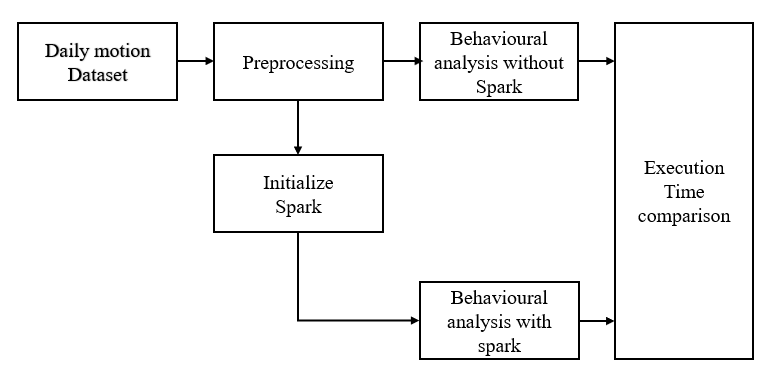 Daily motion
Dataset
Preprocessing
Behavioural
analysis without
Spark
Initialize
Spark
Execution
Time
comparison
Behavioural
analysis with
spark